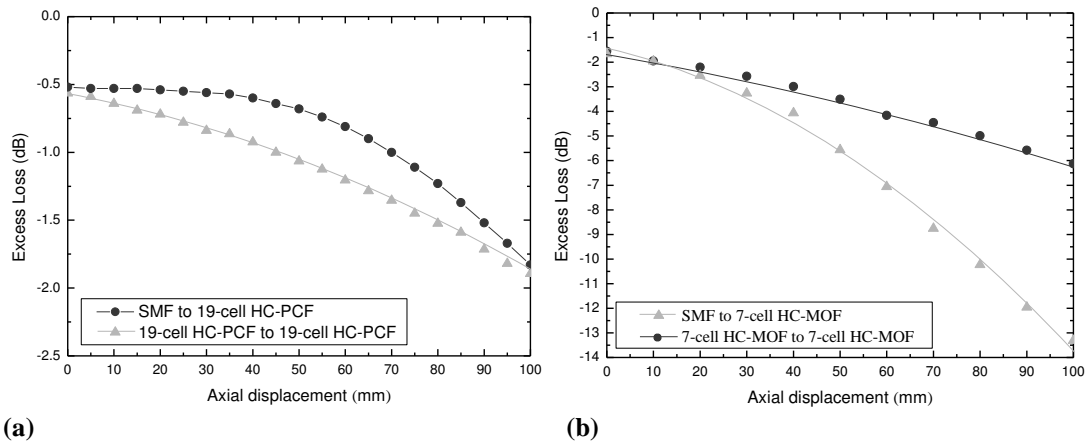 0.0
-0.5
-1.0
-1.5
-2.0
-2.5
Excess Loss (dB)
SMF to 19-cell HC-PCF
19-cell HC-PCF to 19-cell HC-PCF
0 10 20 30 40 50 60 70 80 90 100
Axial displacement (mm)
(a)
0
-1
-2
-3
-4
-5
-6
-7
-8
-9
-10
-11
-12
-13
-14
Excess Loss (dB)
SMF to 7-cell HC-MOF
7-cell HC-MOF to 7-cell HC-MOF
0 10 20 30 40 50 60 70 80 90 100
Axial displacement (mm)
(b)